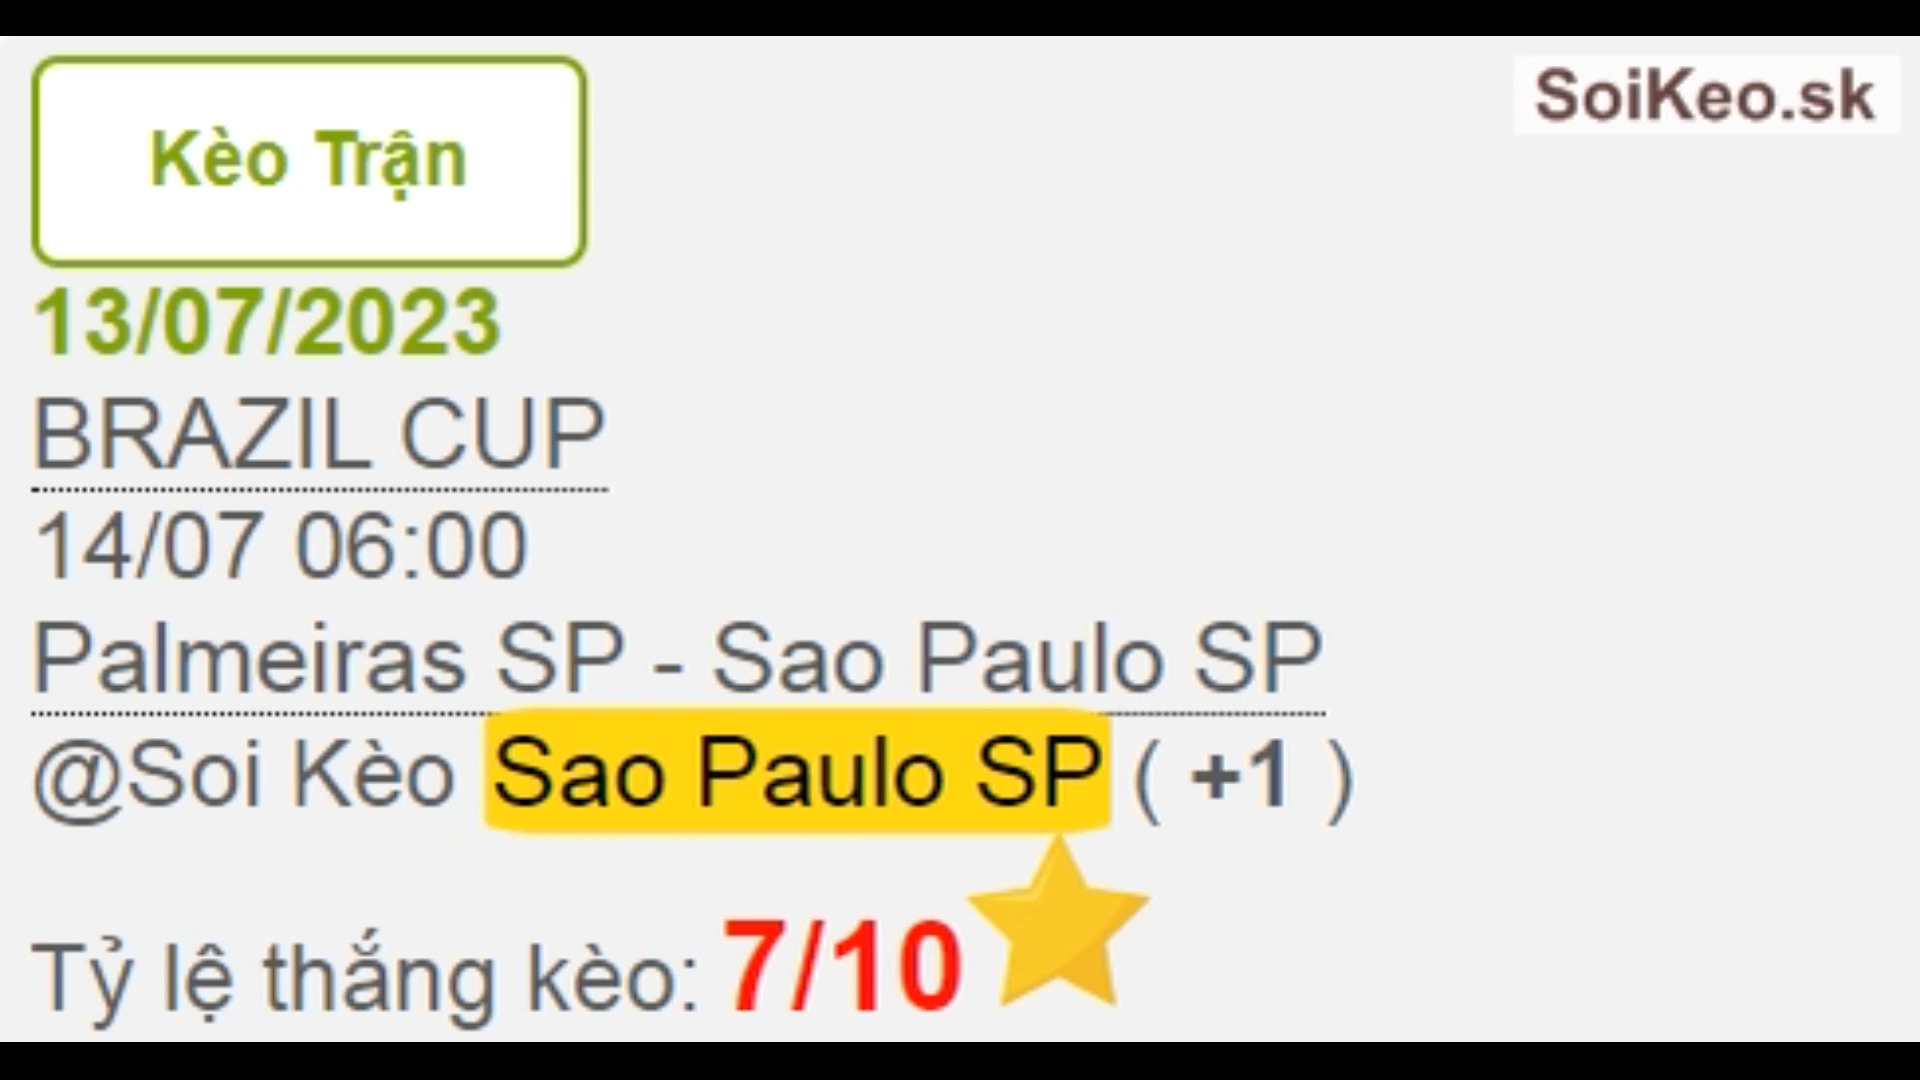 SoiKeo.sk
Kèo Trận
13/07/2023
BRAZIL CUP
14/07 06:00
Palmeiras SP - Sao Paulo SP
@Soi Kèo Sao Paulo SP ( +1 )
Tỷ lệ thắng kèo: 7/10